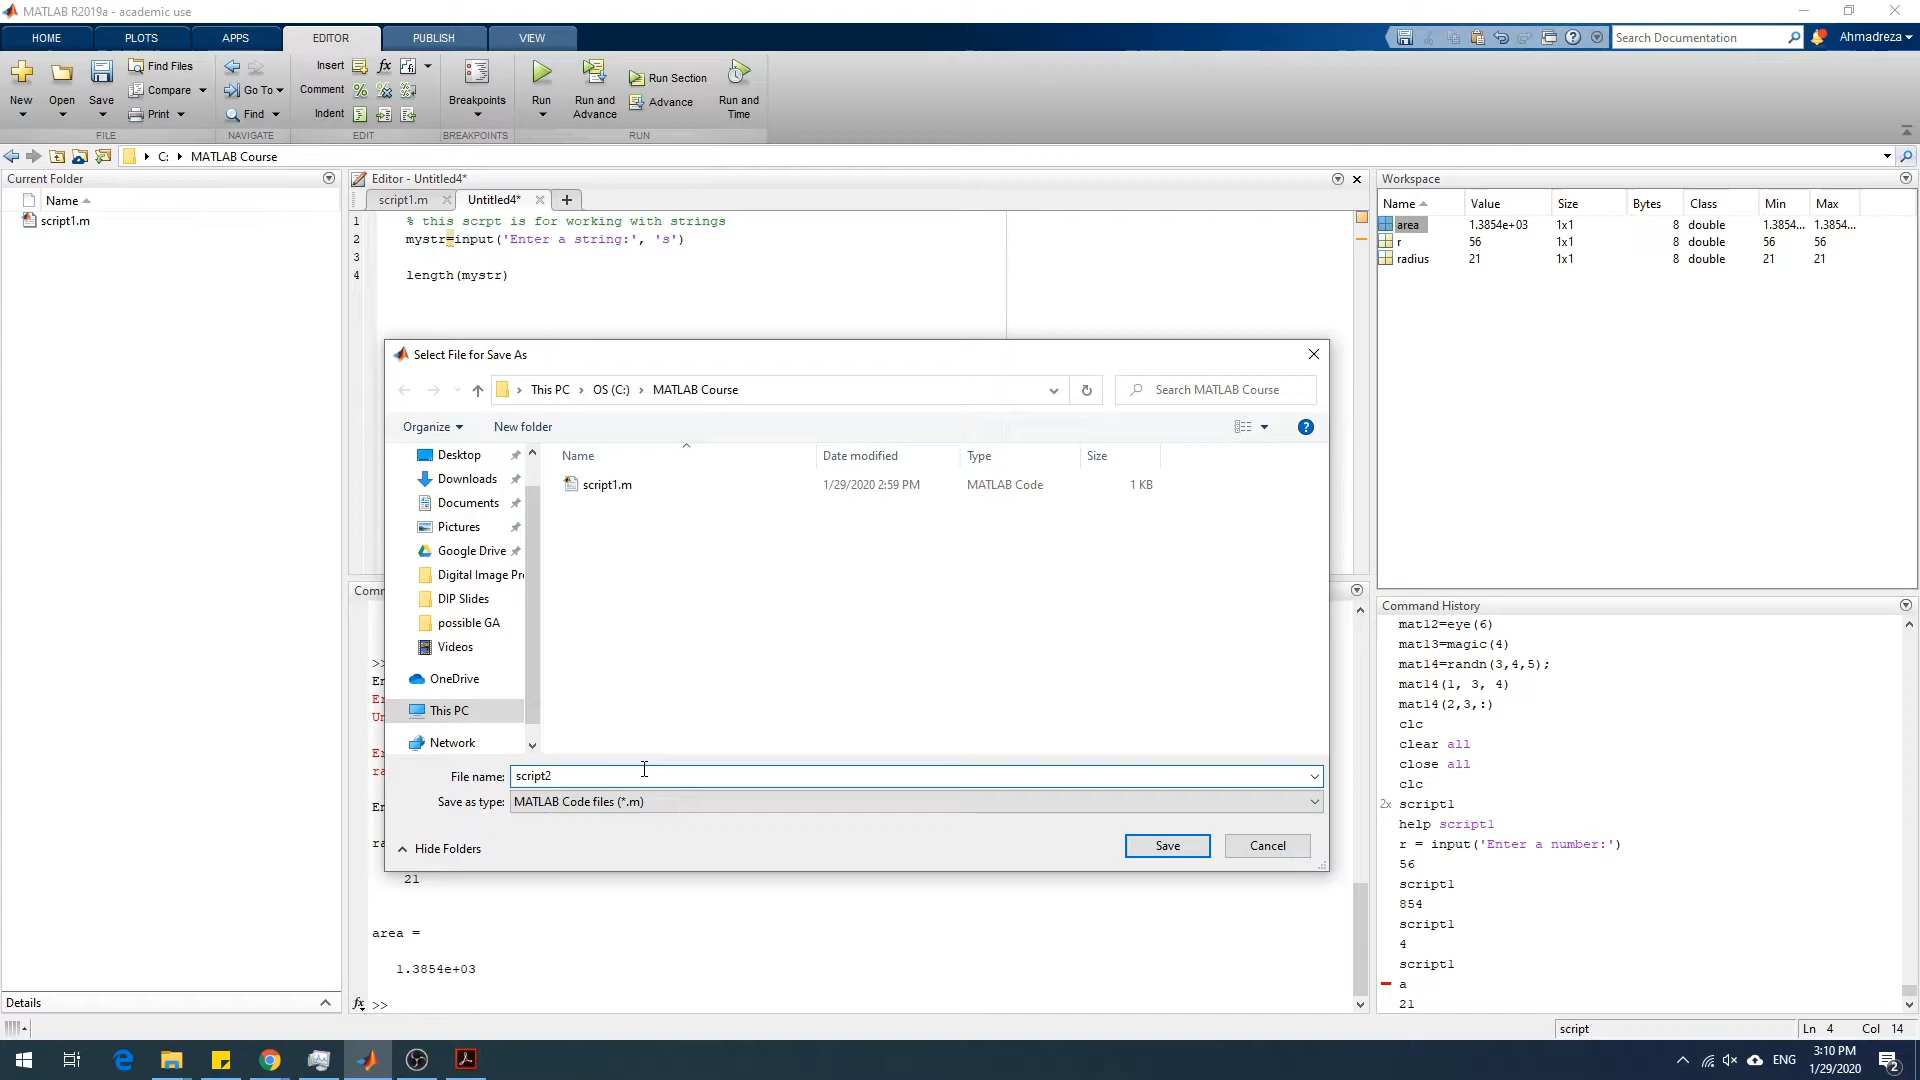 MATLAB R2019a - academic use
HOME PLOTS APPS EDITOR PUBLISH VIEW
Search Documentation
Ahmadreza
New Open Save
Find Files
Compare
Print
FILE
Go To
Find
NAVIGATE
Insert fx
Comment
Indent
EDIT
Breakpoints
BREAKPOINTS
Run
Run and Advance
Run Section
Advance
Run and Time
RUN
C: MATLAB Course
Current Folder
Name
script1.m
Details
Editor - Untitled4*
script1.m Untitled4*
1 % this scrpt is for working with strings
2 mystr=input('Enter a string:', 's')
3
4 length(mystr)
Select File for Save As
This PC OS (C:) MATLAB Course
Search MATLAB Course
Organize New folder
Desktop
Downloads
Documents
Pictures
Google Drive
Digital Image Pr
DIP Slides
possible GA
Videos
OneDrive
This PC
Network
Name Date modified Type Size
script1.m 1/29/2020 2:59 PM MATLAB Code 1 KB
File name: script2
Save as type: MATLAB Code files (*.m)
Hide Folders
Save Cancel
Comm
>>
En
Er
Un
Er
ra
En
ra
21
area =
1.3854e+03
fx >>
Workspace
Name Value Size Bytes Class Min Max
area 1.3854e+03 1x1 8 double 1.3854... 1.3854...
r 56 1x1 8 double 56 56
radius 21 1x1 8 double 21 21
Command History
mat12=eye(6)
mat13=magic(4)
mat14=randn(3,4,5);
mat14(1, 3, 4)
mat14(2,3,:)
clc
clear all
close all
clc
2x script1
help script1
r = input('Enter a number:')
56
script1
854
script1
4
script1
a
21
script Ln 4 Col 14
ENG
3:10 PM
1/29/2020
2